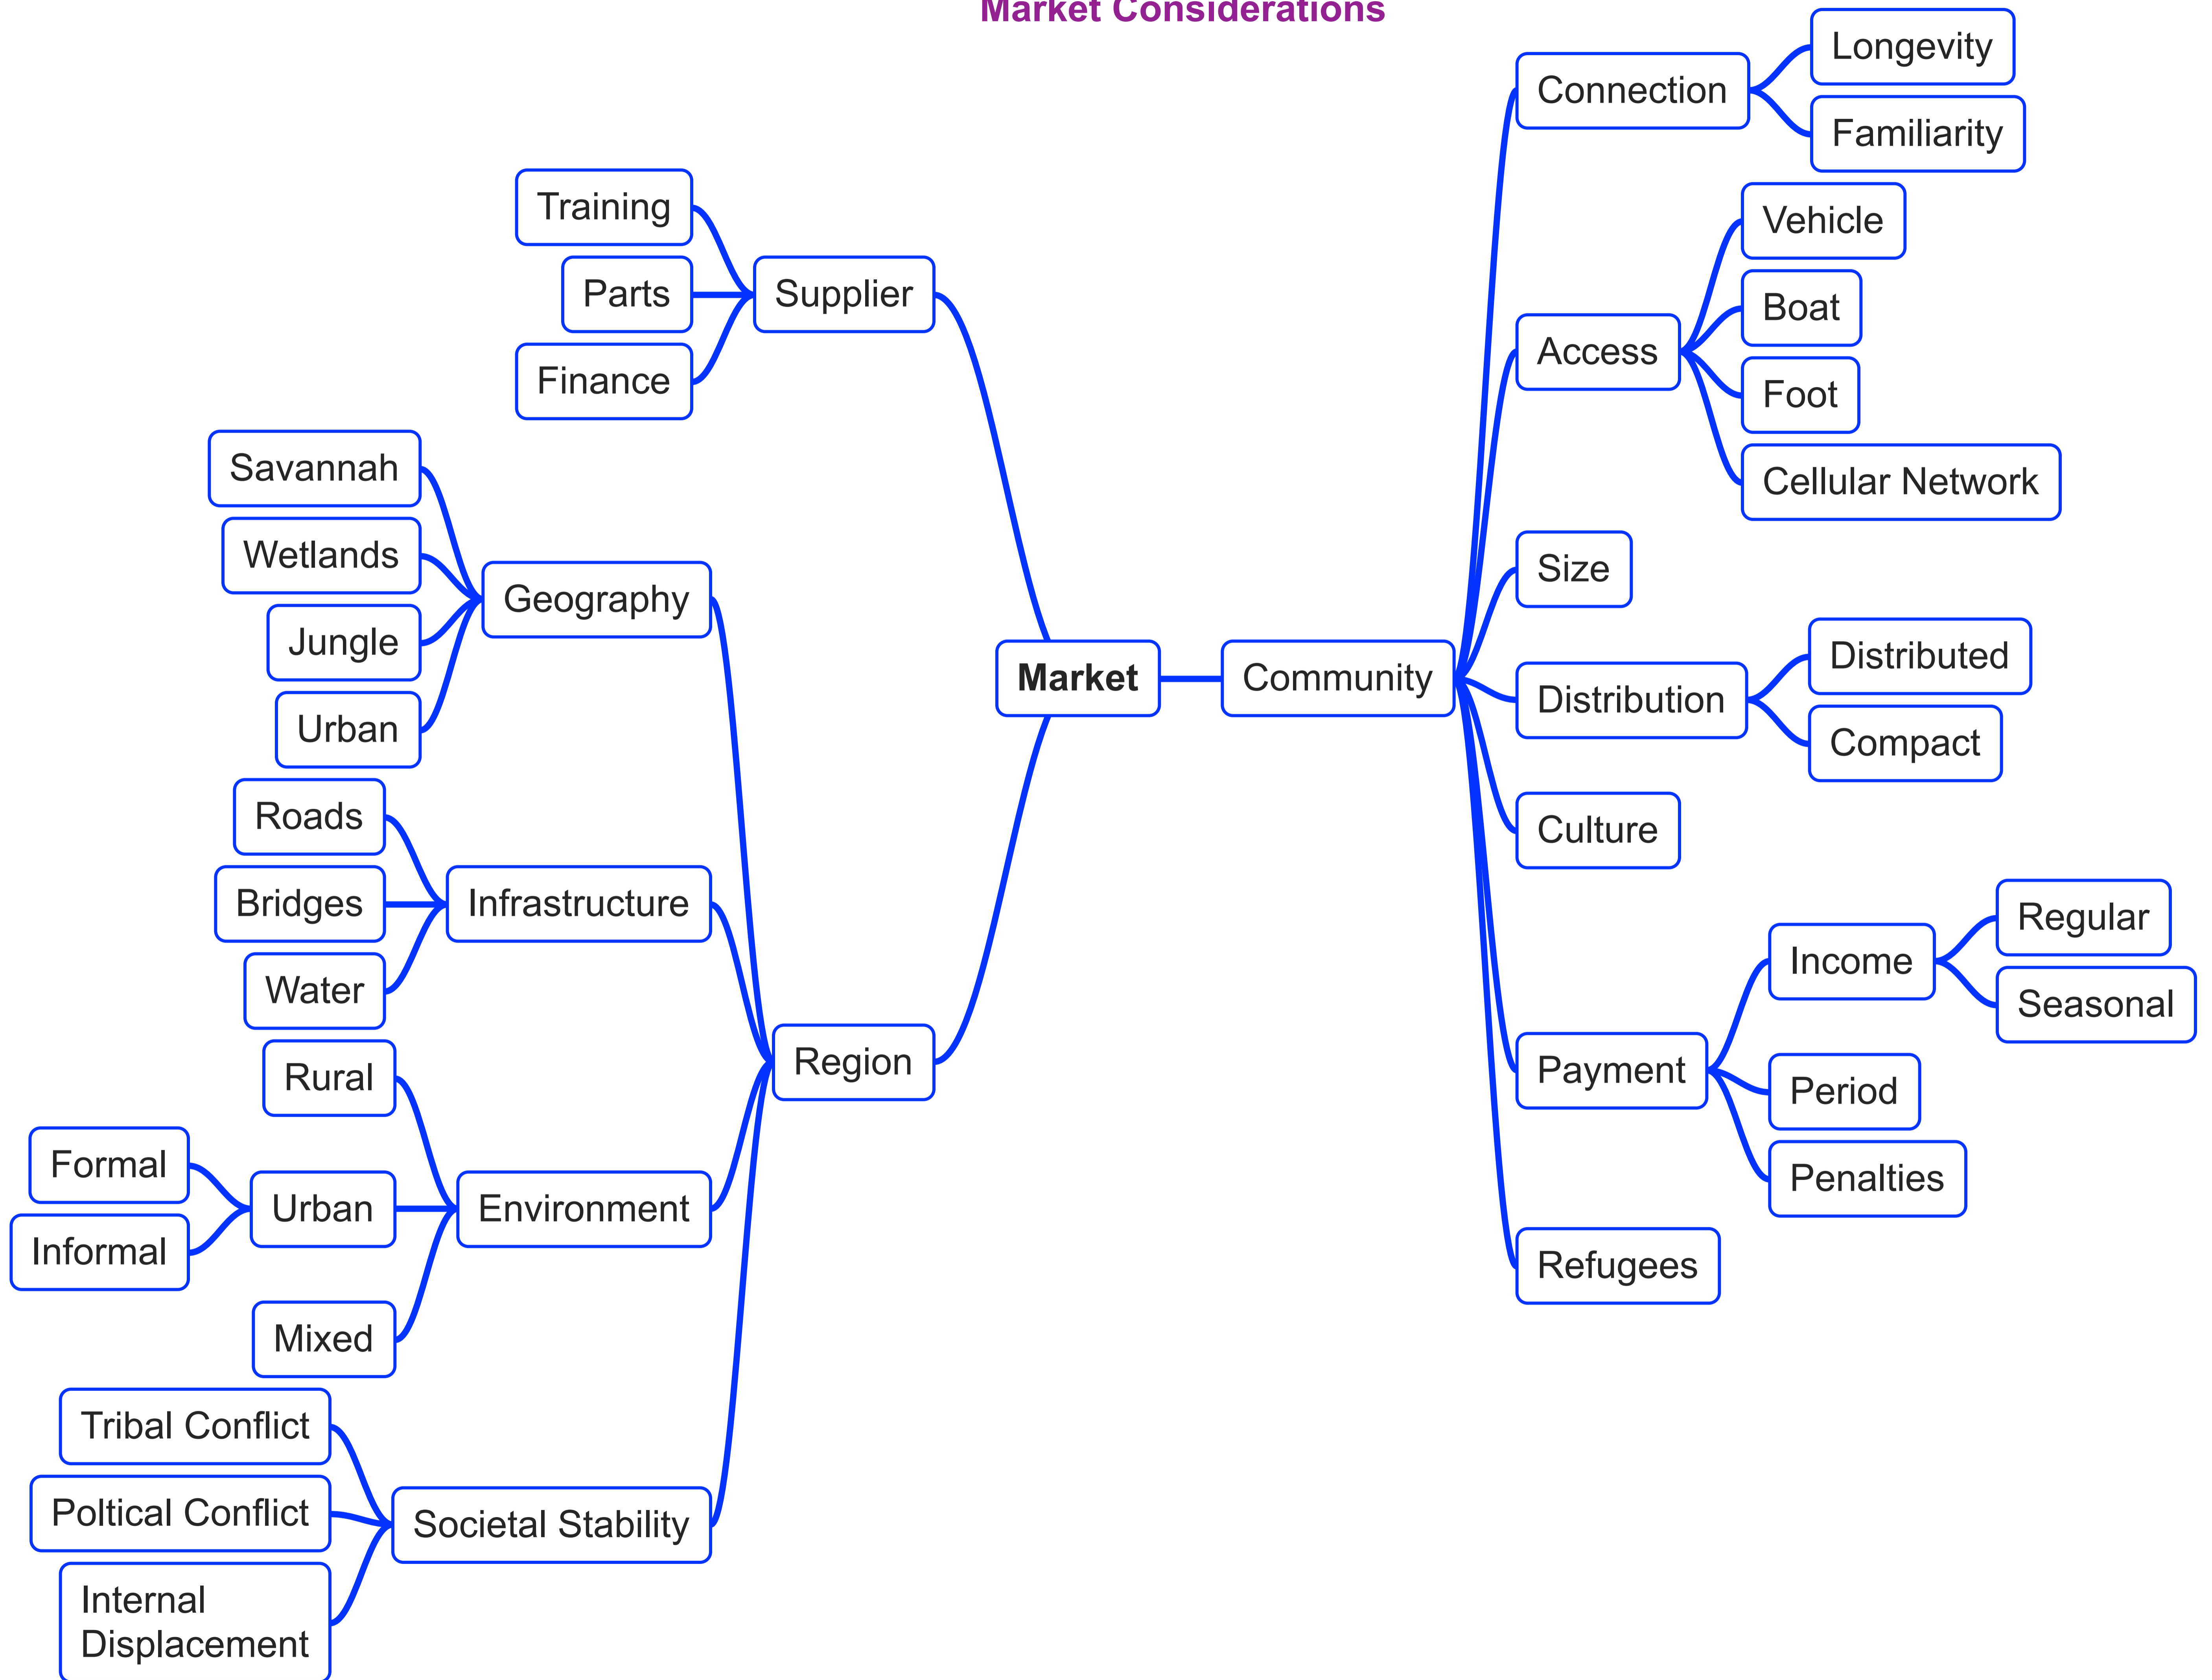 Market Considerations
Longevity
Connection
Familiarity
Training
Vehicle
Parts
Supplier
Boat
Access
Finance
Foot
Savannah
Cellular Network
Wetlands
Size
Geography
Jungle
Distributed
Market
Community
Distribution
Urban
Compact
Roads
Culture
Bridges
Infrastructure
Regular
Income
Water
Seasonal
Region
Payment
Rural
Period
Formal
Penalties
Urban
Environment
Informal
Refugees
Mixed
Tribal Conflict
Poltical Conflict
Societal Stability
Internal
Displacement